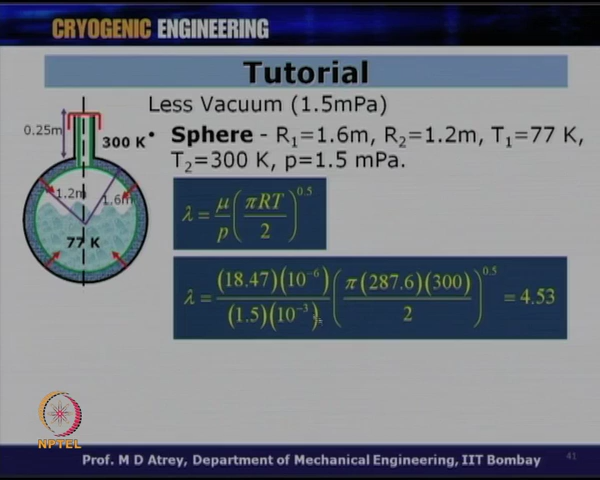 CRYOGENIC ENGINEERING
Tutorial
Less Vacuum (1.5mPa)
• Sphere - R₁=1.6m, R₂=1.2m, T₁=77 K,
T₂=300 K, p=1.5 mPa.
0.25m
300 K
1.2m
1.6m
77 K
λ = μ/p (πRT/2)^0.5
λ = (18.47)(10⁻⁶)/(1.5)(10⁻³) (π(287.6)(300)/2)^0.5 = 4.53
NPTEL
Prof. M D Atrey, Department of Mechanical Engineering, IIT Bombay
41